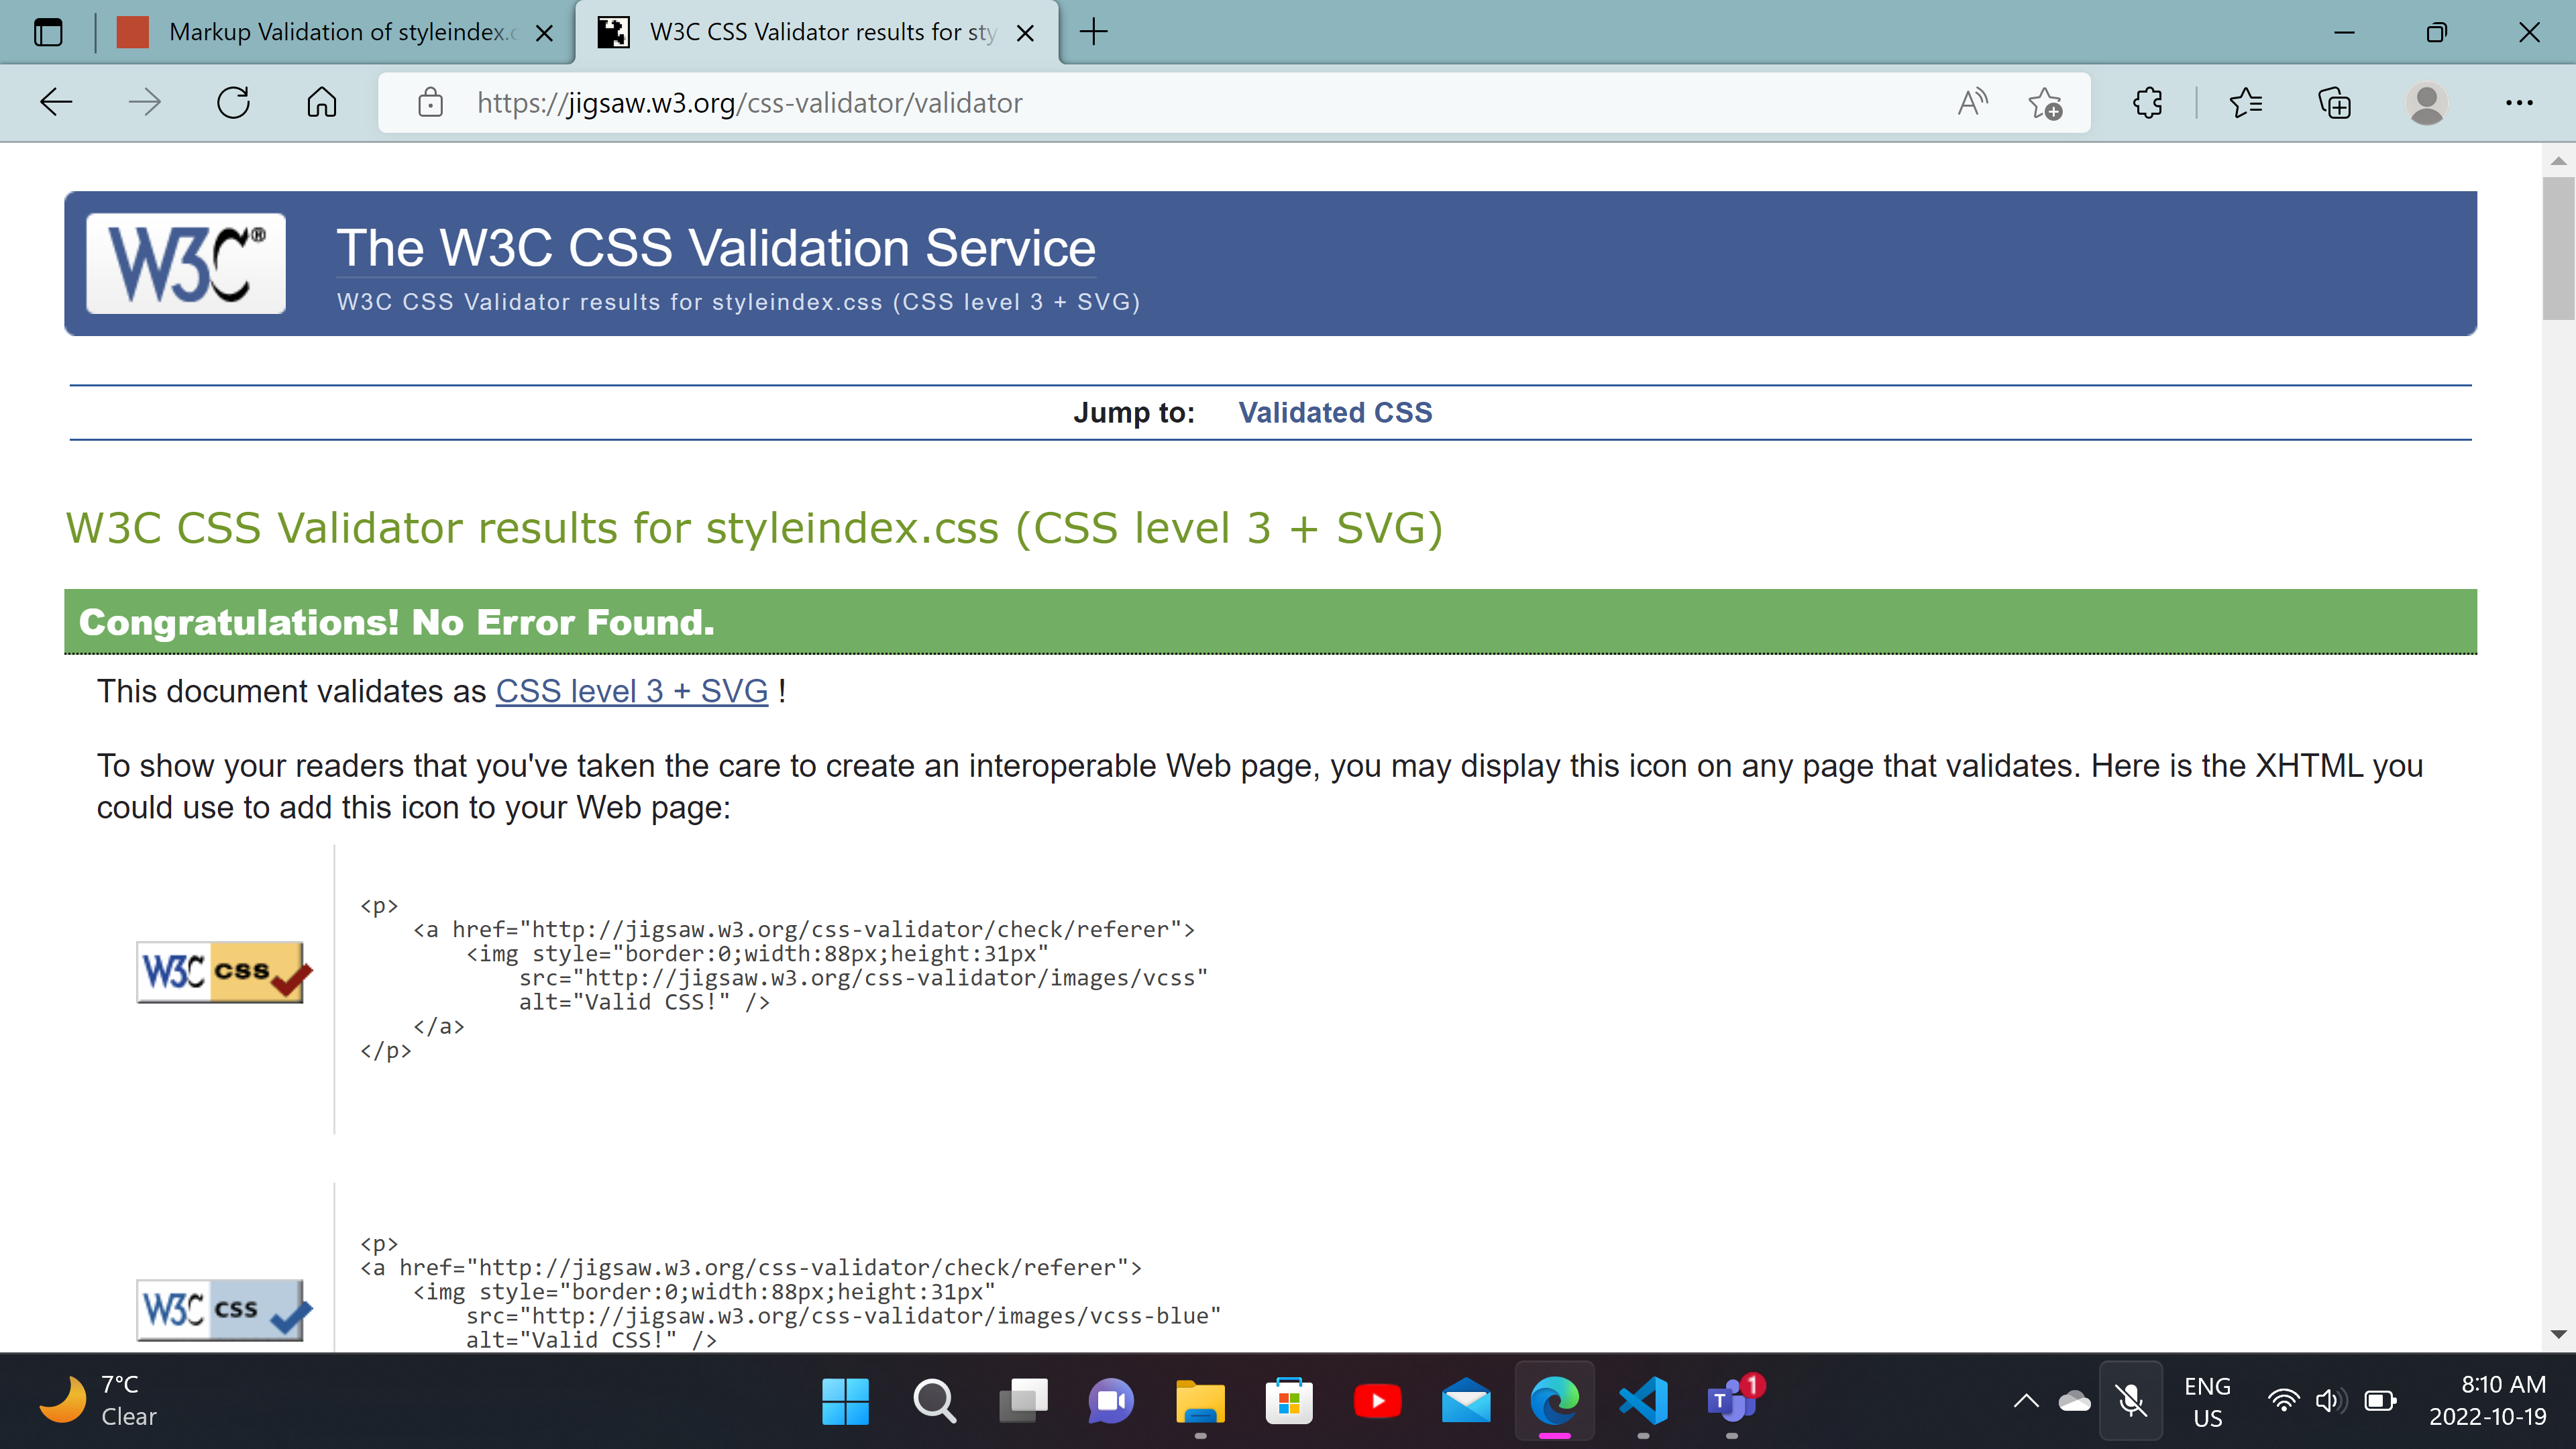 Markup Validation of styleindex.c
W3C CSS Validator results for sty
https://jigsaw.w3.org/css-validator/validator
W3C®
The W3C CSS Validation Service
W3C CSS Validator results for styleindex.css (CSS level 3 + SVG)
Jump to: Validated CSS
W3C CSS Validator results for styleindex.css (CSS level 3 + SVG)
Congratulations! No Error Found.
This document validates as CSS level 3 + SVG !
To show your readers that you've taken the care to create an interoperable Web page, you may display this icon on any page that validates. Here is the XHTML you
could use to add this icon to your Web page:
W3C css
<p>
<a href="http://jigsaw.w3.org/css-validator/check/referer">
<img style="border:0;width:88px;height:31px"
src="http://jigsaw.w3.org/css-validator/images/vcss"
alt="Valid CSS!" />
</a>
</p>
W3C css
<p>
<a href="http://jigsaw.w3.org/css-validator/check/referer">
<img style="border:0;width:88px;height:31px"
src="http://jigsaw.w3.org/css-validator/images/vcss-blue"
alt="Valid CSS!" />
7°C
Clear
T
1
ENG
US
8:10 AM
2022-10-19